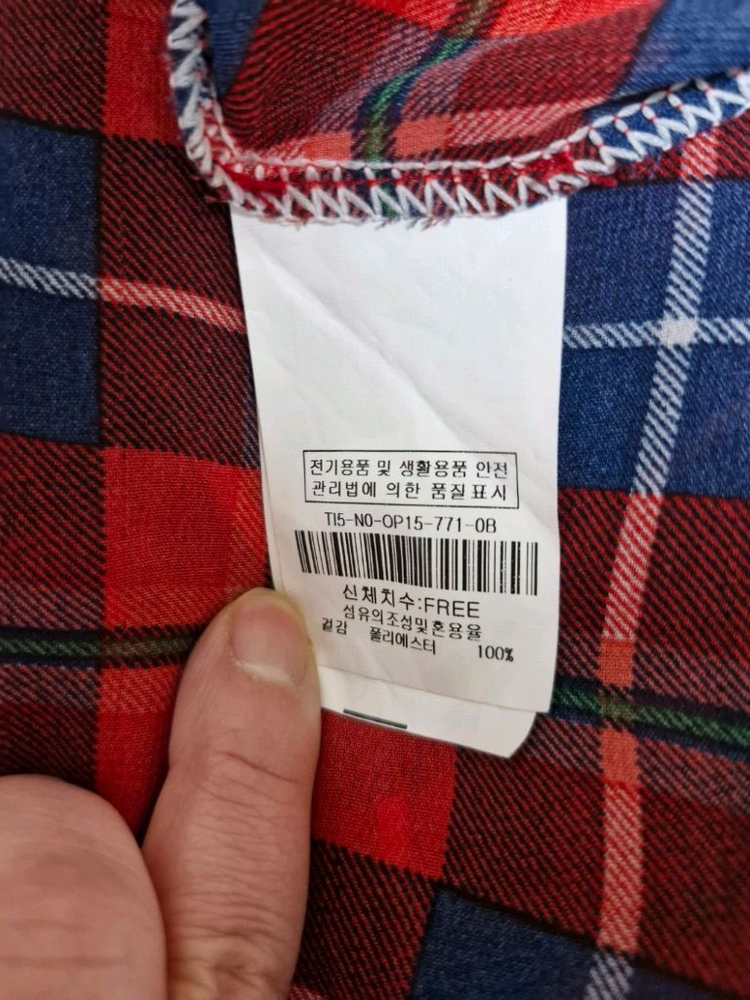 전기용품 및 생활용품 안전
관리법에 의한 품질표시
TI5-NO-OP15-771-OB
신체치수:FREE
섬유의조성및혼용율
겉감 폴리에스터 100%